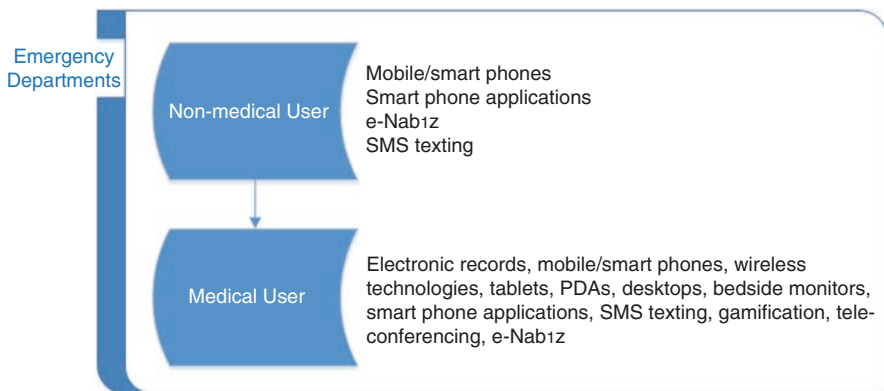 Emergency
Departments
Non-medical User
Mobile/smart phones
Smart phone applications
e-Nab1z
SMS texting
Medical User
Electronic records, mobile/smart phones, wireless
technologies, tablets, PDAs, desktops, bedside monitors,
smart phone applications, SMS texting, gamification, tele-
conferencing, e-Nab1z